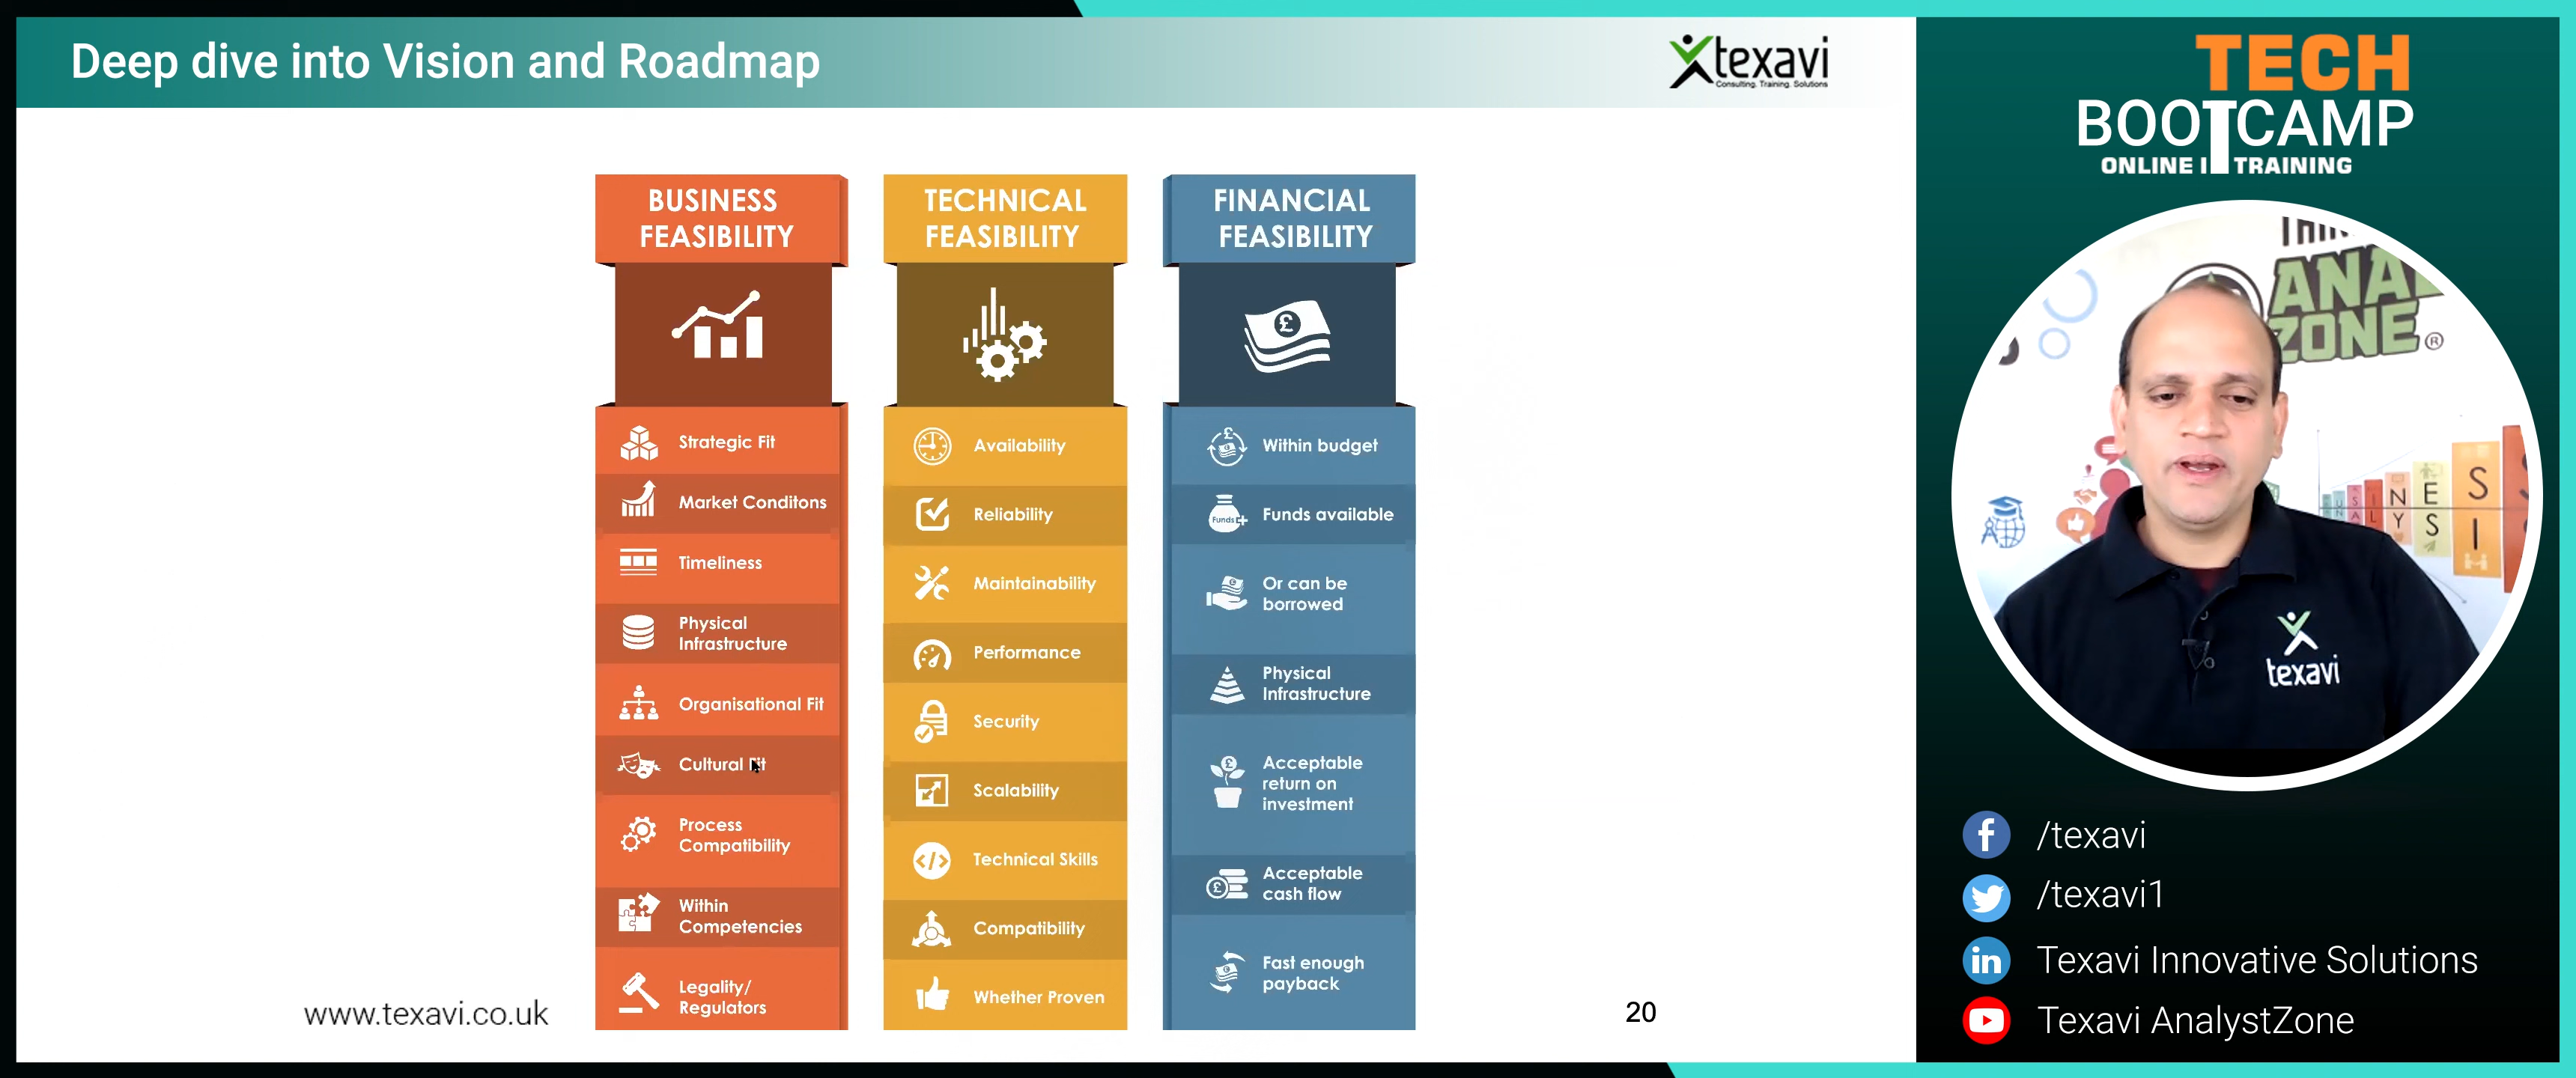 Deep dive into Vision and Roadmap
texavi
Consulting. Training. Solutions
BUSINESS
FEASIBILITY
Strategic Fit
Market Conditons
Timeliness
Physical
Infrastructure
Organisational Fit
Cultural Fit
Process
Compatibility
Within
Competencies
Legality/
Regulators
TECHNICAL
FEASIBILITY
Availability
Reliability
Maintainability
Performance
Security
Scalability
Technical Skills
Compatibility
Whether Proven
FINANCIAL
FEASIBILITY
£
£
Within budget
Funds+
Funds available
Or can be
borrowed
Physical
Infrastructure
£
Acceptable
return on
investment
£
Acceptable
cash flow
Fast enough
payback
www.texavi.co.uk
20
TECH
BOOTCAMP
ONLINE IT TRAINING
ANAL
ZONE®
N E S S
L Y S I
texavi
f /texavi
/texavi1
in Texavi Innovative Solutions
Texavi AnalystZone